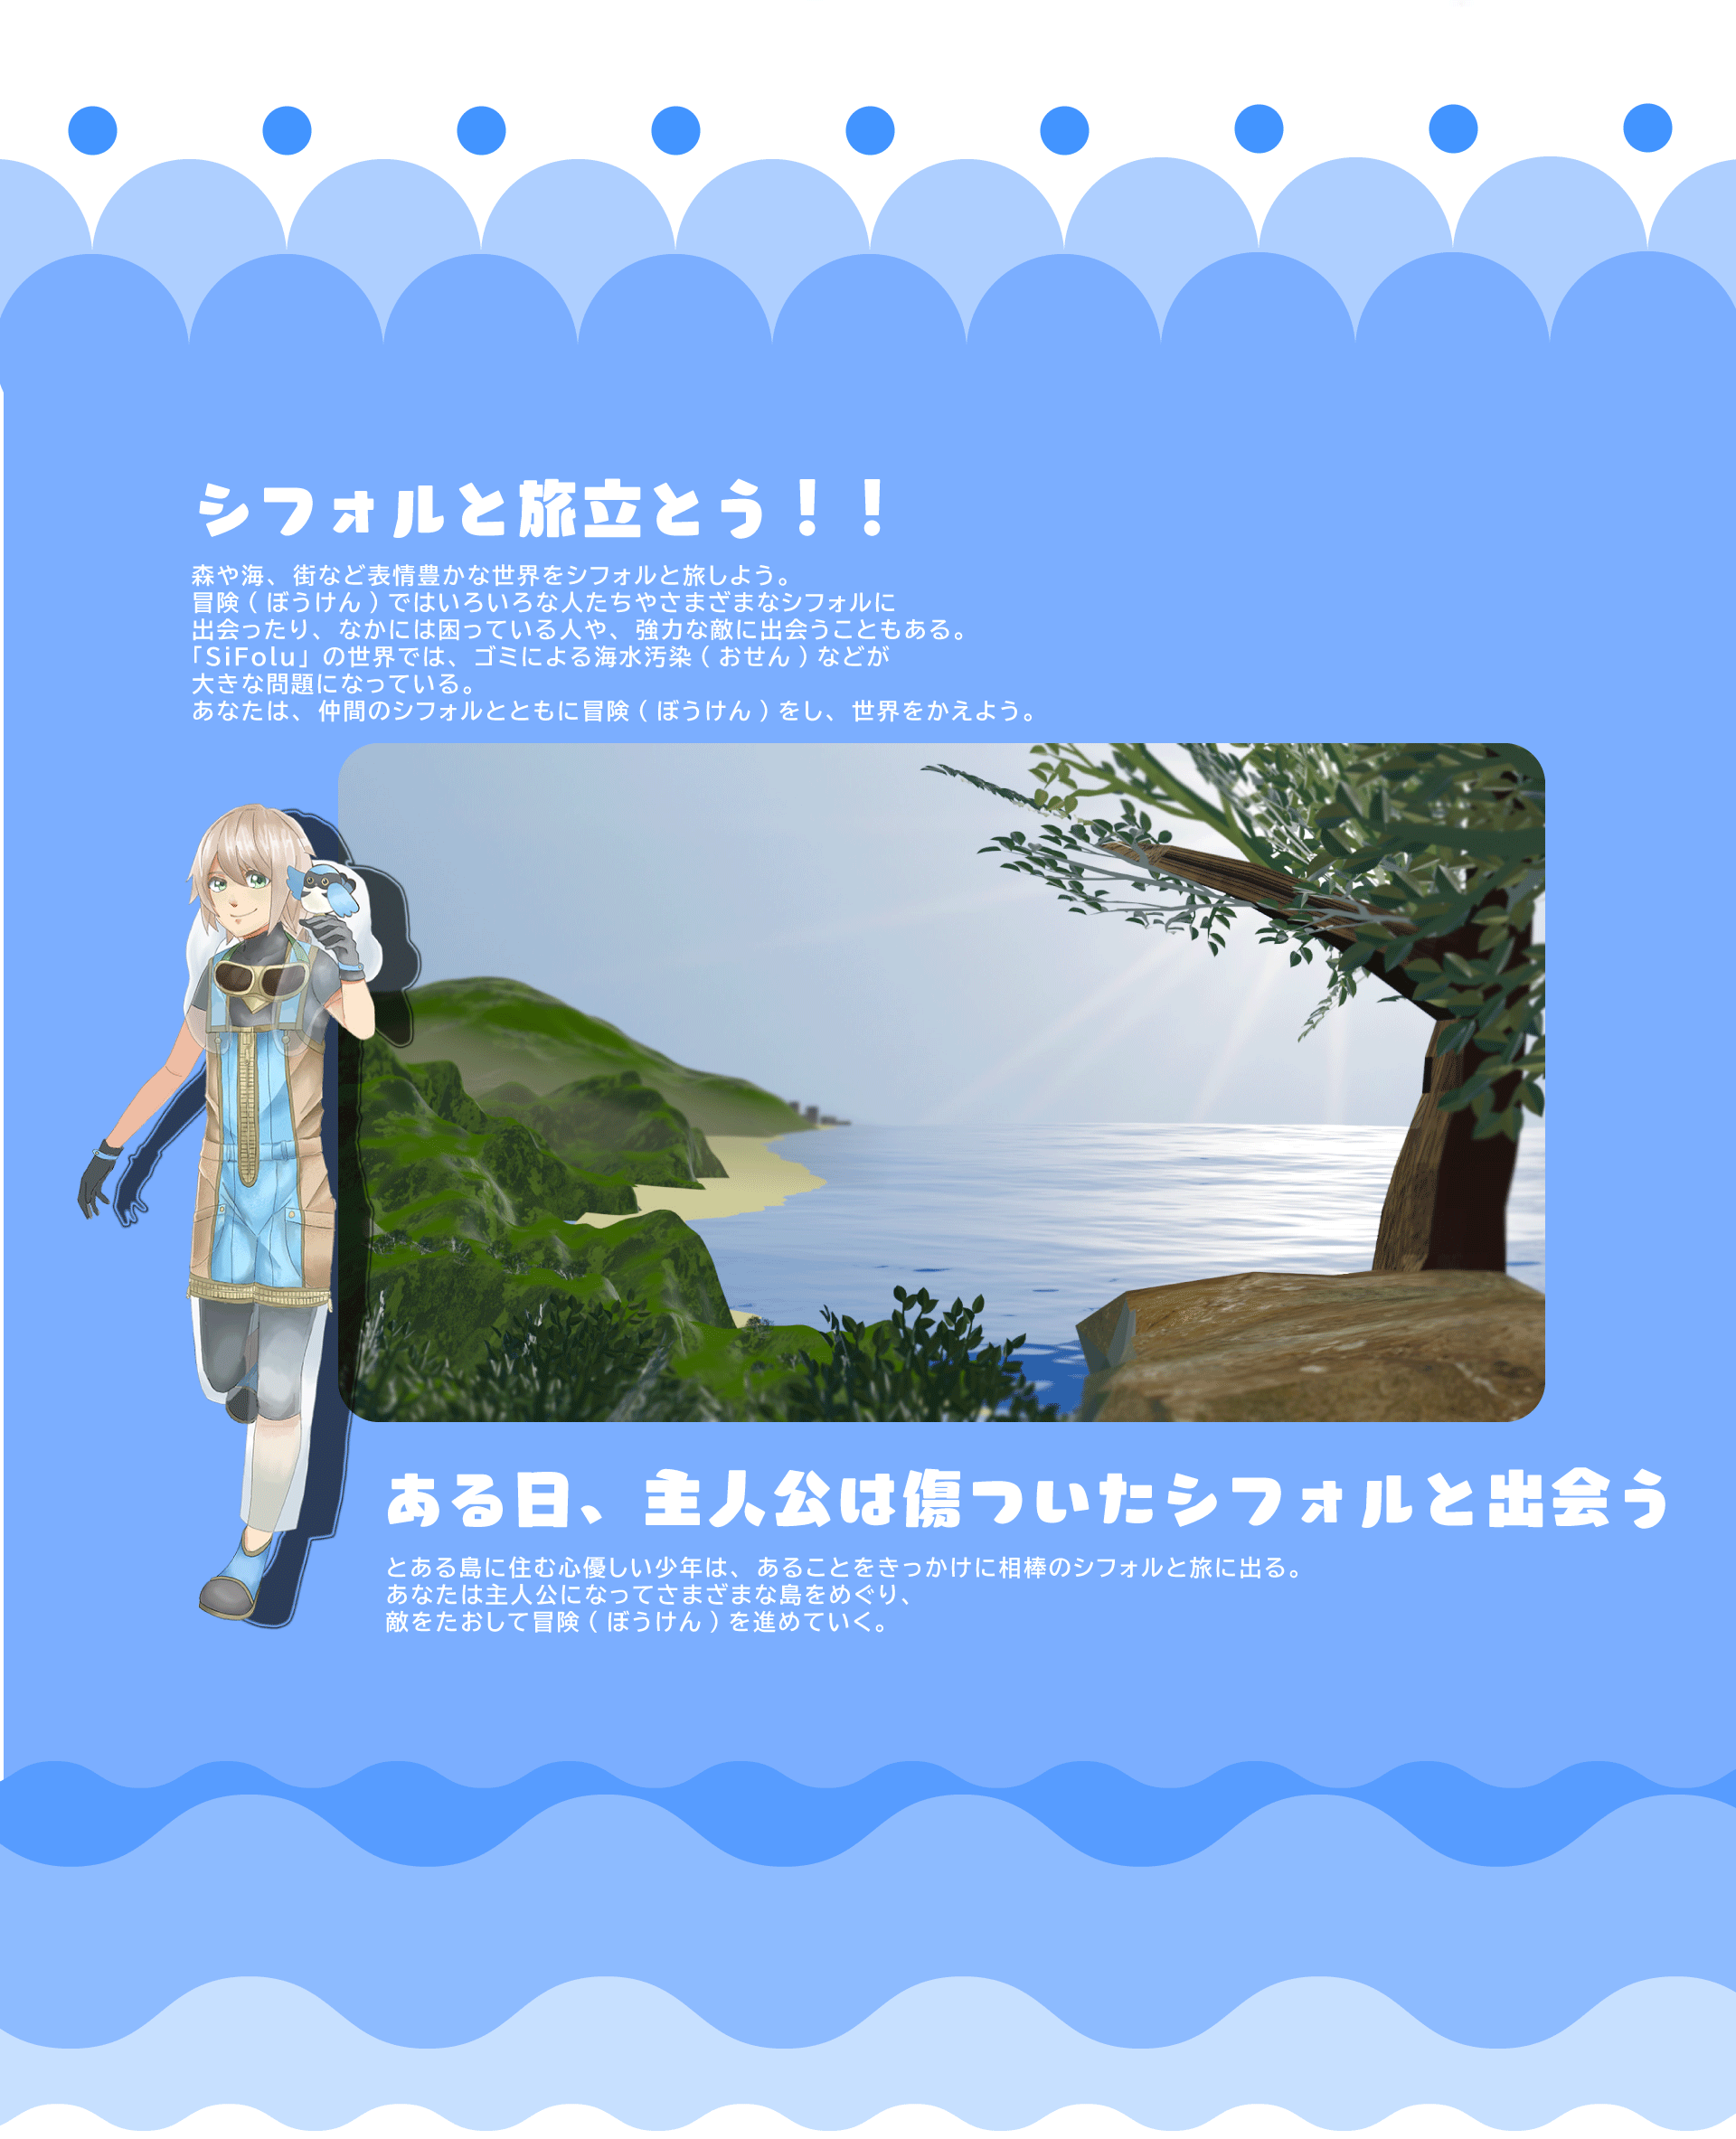 シフォルと旅立とう！！
森や海、街など表情豊かな世界をシフォルと旅しよう。
冒険（ぼうけん）ではいろいろな人たちやさまざまなシフォルに
出会ったり、なかには困っている人や、強力な敵に出会うこともある。
「SiFolu」の世界では、ゴミによる海水汚染（おせん）などが
大きな問題になっている。
あなたは、仲間のシフォルとともに冒険（ぼうけん）をし、世界をかえよう。
ある日、主人公は傷ついたシフォルと出会う
とある島に住む心優しい少年は、あることをきっかけに相棒のシフォルと旅に出る。
あなたは主人公になってさまざまな島をめぐり、
敵をたおして冒険（ぼうけん）を進めていく。